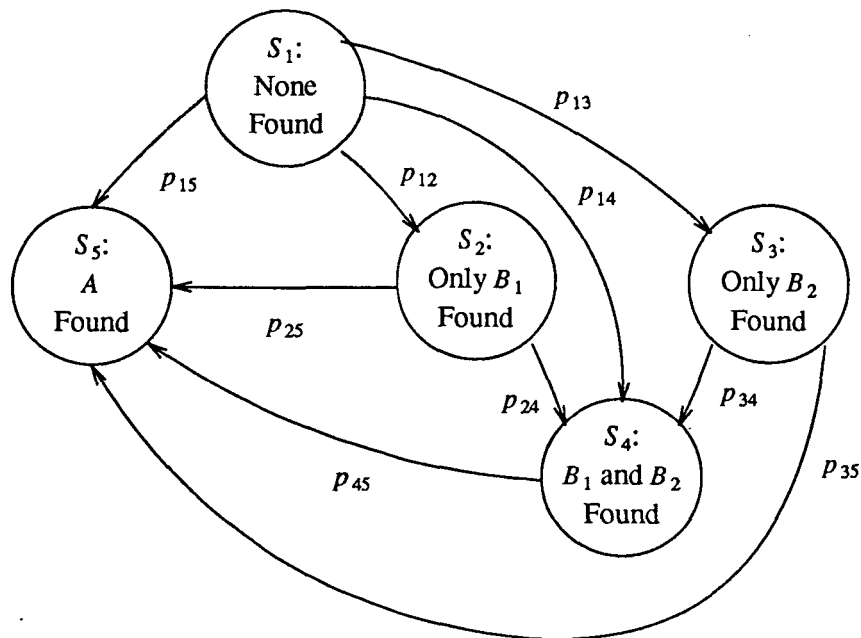 S₁:
None
Found
p₁₃
p₁₅
p₁₂
p₁₄
S₅:
A
Found
S₂:
Only B₁
Found
S₃:
Only B₂
Found
p₂₅
p₂₄
p₃₄
S₄:
B₁ and B₂
Found
p₄₅
p₃₅